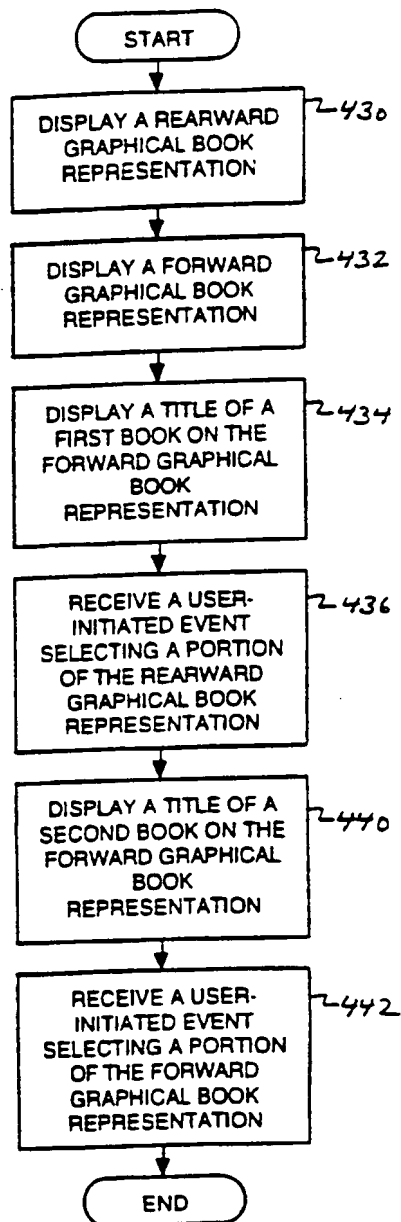 START
DISPLAY A REARWARD
GRAPHICAL BOOK
REPRESENTATION
430
DISPLAY A FORWARD
GRAPHICAL BOOK
REPRESENTATION
432
DISPLAY A TITLE OF A
FIRST BOOK ON THE
FORWARD GRAPHICAL
BOOK
REPRESENTATION
434
RECEIVE A USER-
INITIATED EVENT
SELECTING A PORTION
OF THE REARWARD
GRAPHICAL BOOK
REPRESENTATION
436
DISPLAY A TITLE OF A
SECOND BOOK ON THE
FORWARD GRAPHICAL
BOOK
REPRESENTATION
440
RECEIVE A USER-
INITIATED EVENT
SELECTING A PORTION
OF THE FORWARD
GRAPHICAL BOOK
REPRESENTATION
442
END